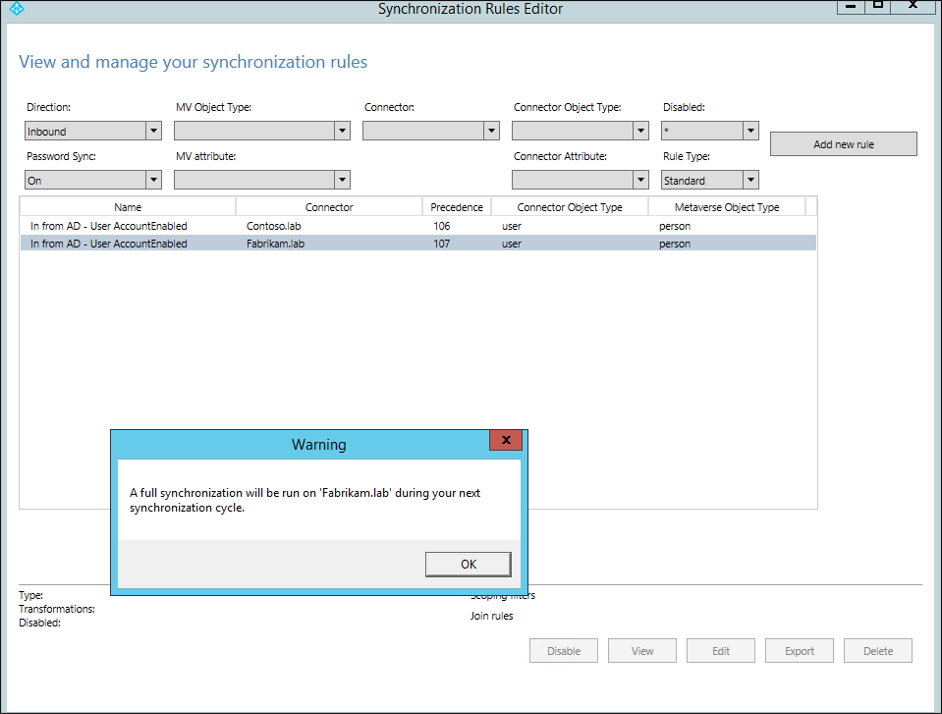 Synchronization Rules Editor
View and manage your synchronization rules
Direction: MV Object Type: Connector: Connector Object Type: Disabled:
Inbound *
Add new rule
Password Sync: MV attribute: Connector Attribute: Rule Type:
On Standard
Name Connector Precedence Connector Object Type Metaverse Object Type
In from AD - User AccountEnabled Contoso.lab 106 user person
In from AD - User AccountEnabled Fabrikam.lab 107 user person
Warning
X
A full synchronization will be run on 'Fabrikam.lab' during your next
synchronization cycle.
OK
Type: Scoping filters
Transformations: Join rules
Disabled:
Disable View Edit Export Delete